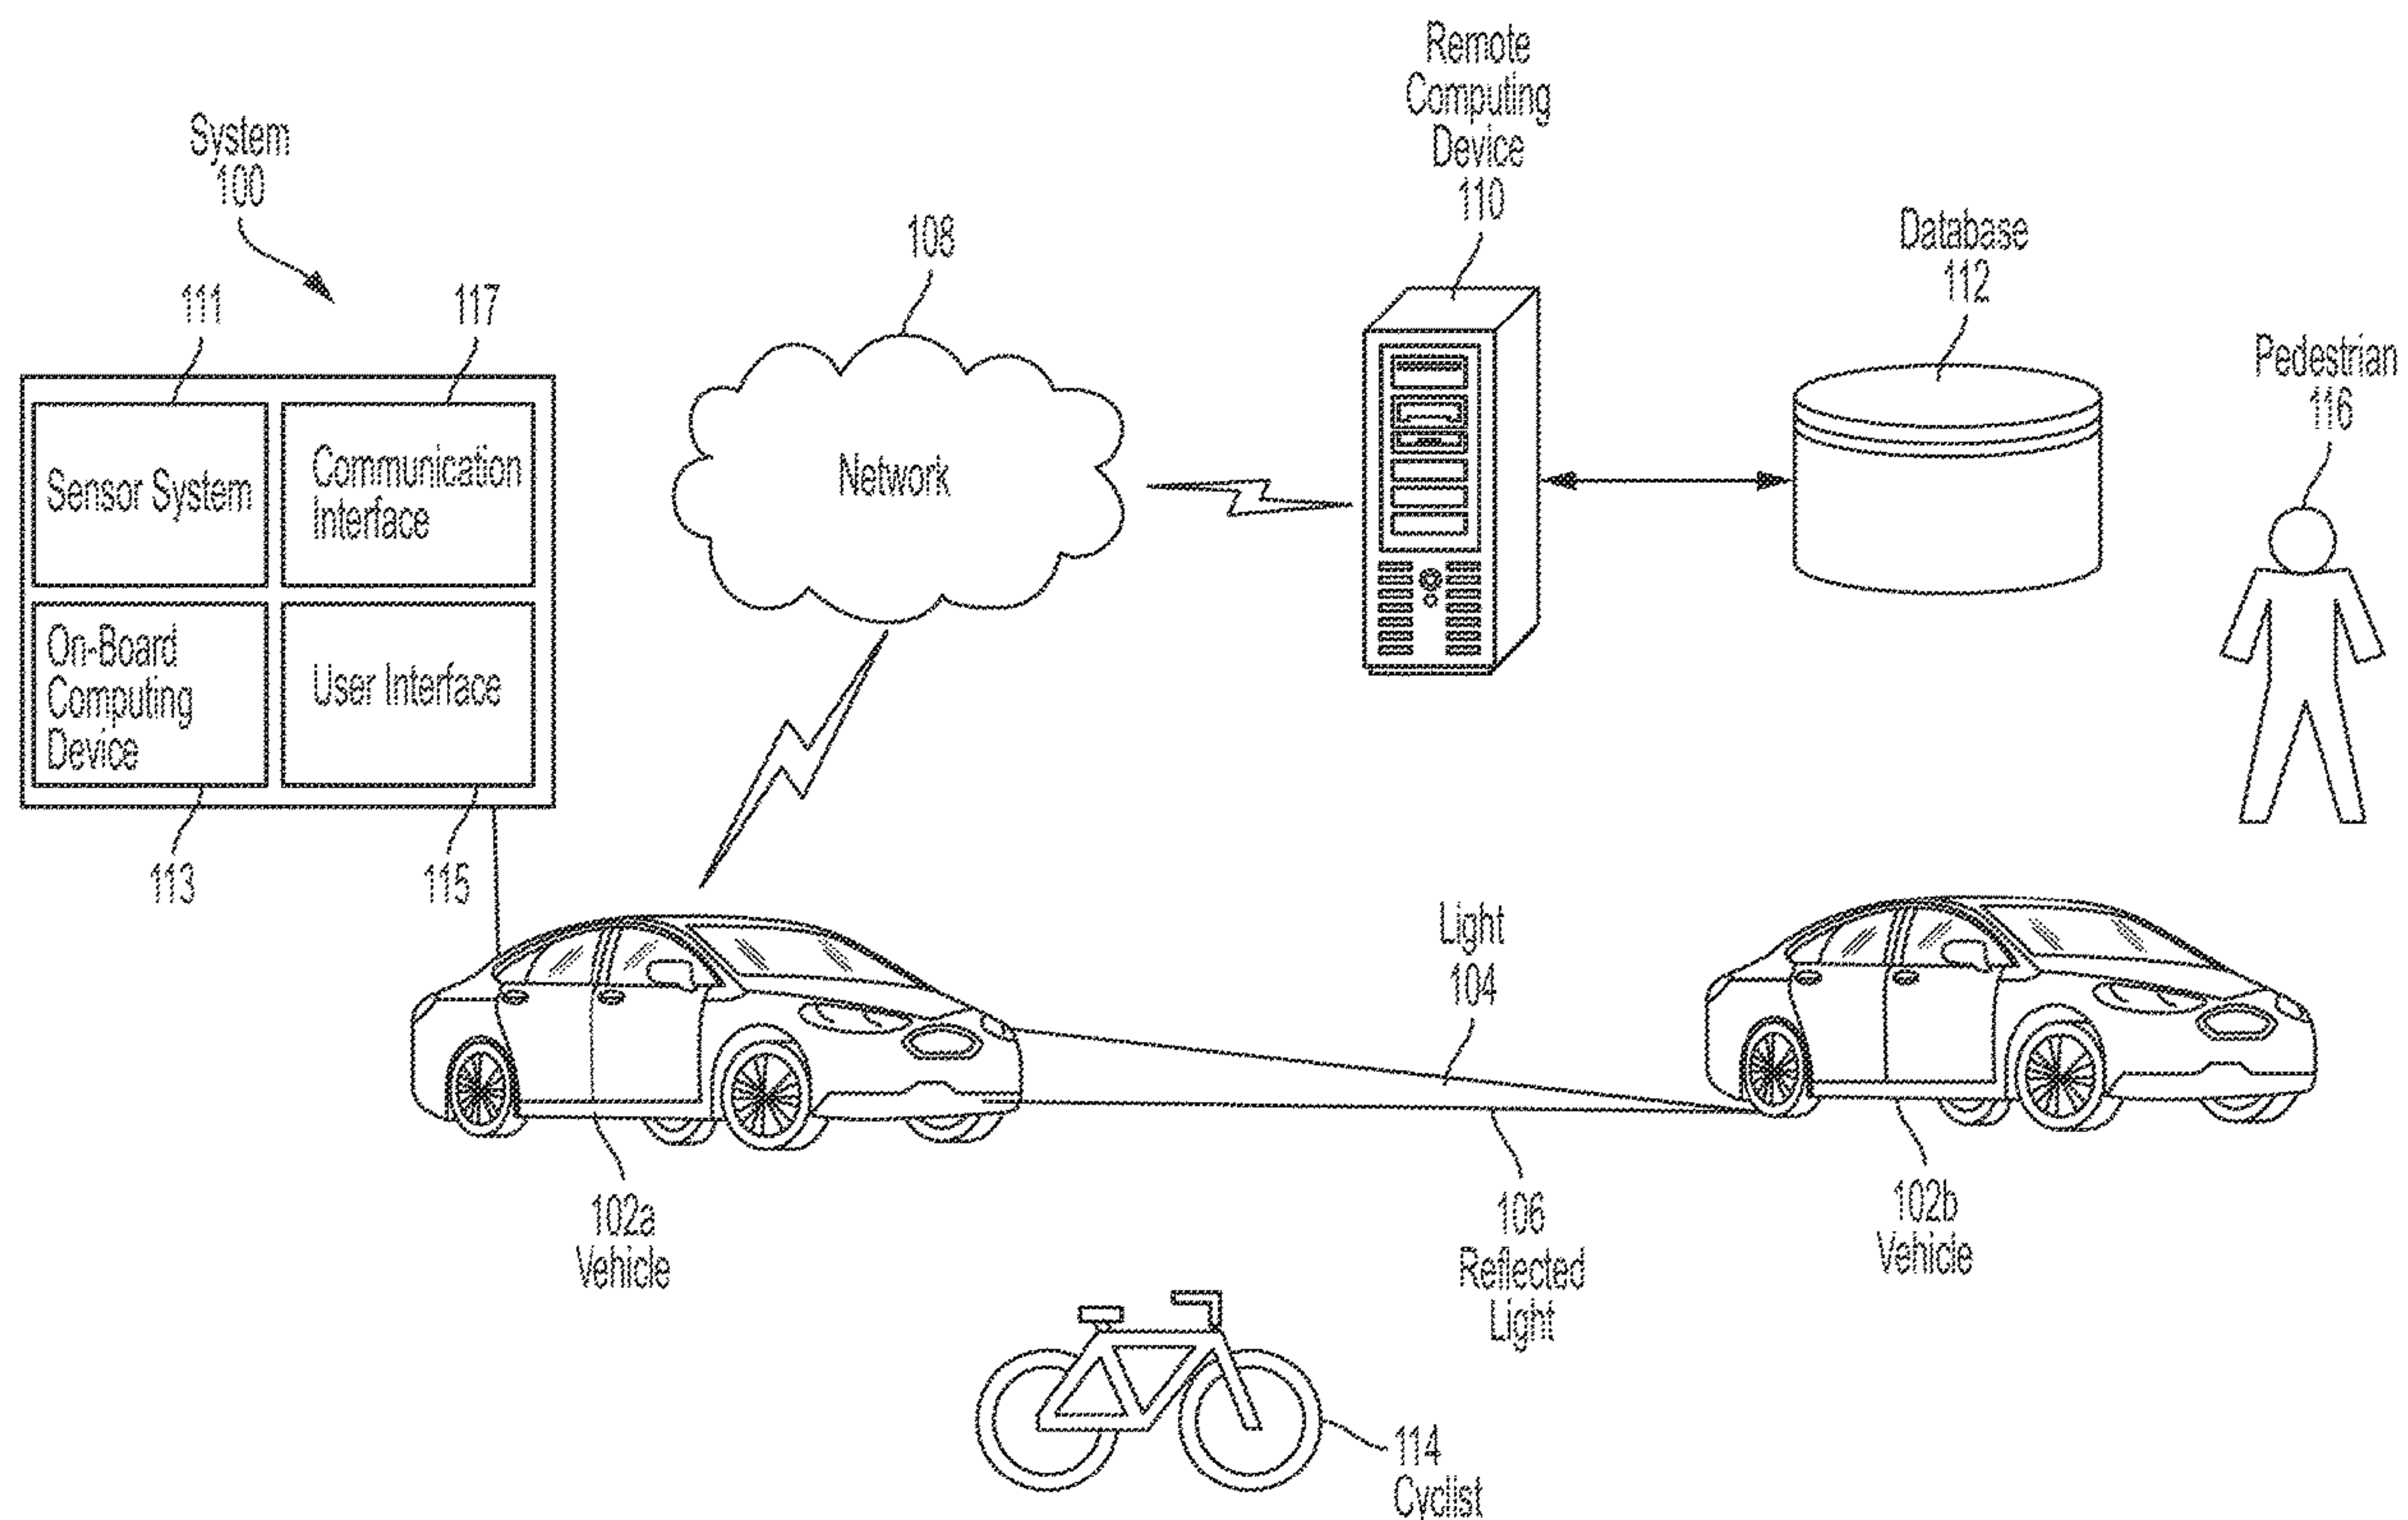 Remote
Computing
Device
110
System
100
Database
112
108
111
117
Pedestrian
116
Sensor System
Communication
Interface
Network
On-Board
Computing
Device
User Interface
113
115
Light
104
102a
Vehicle
106
Reflected
Light
102b
Vehicle
114
Cyclist